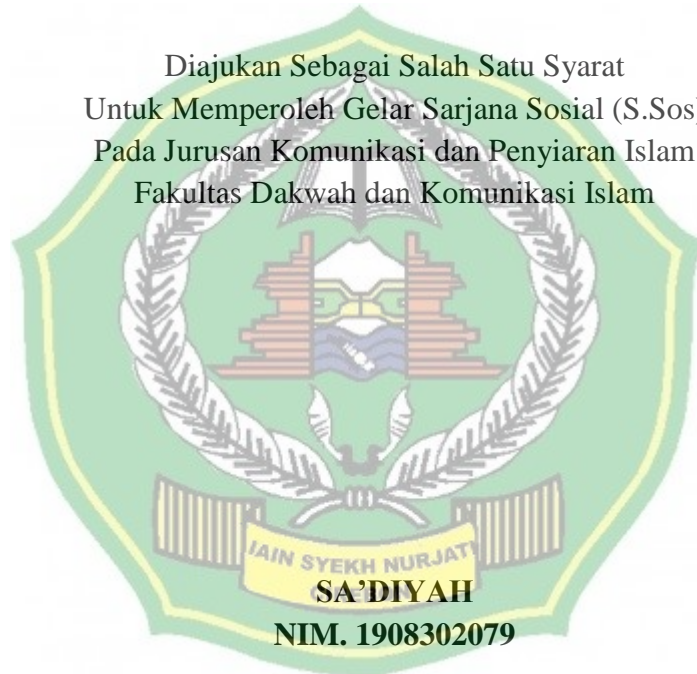 Diajukan Sebagai Salah Satu Syarat
Untuk Memperoleh Gelar Sarjana Sosial (S.Sos)
Pada Jurusan Komunikasi dan Penyiaran Islam
Fakultas Dakwah dan Komunikasi Islam
IAIN SYEKH NURJATI
CIREBON
SA’DIYAH
NIM. 1908302079